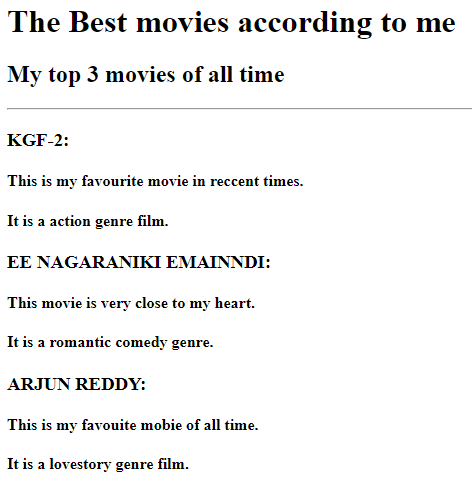 The Best movies according to me
My top 3 movies of all time
KGF-2:
This is my favourite movie in reccent times.
It is a action genre film.
EE NAGARANIKI EMAINNDI:
This movie is very close to my heart.
It is a romantic comedy genre.
ARJUN REDDY:
This is my favouite mobie of all time.
It is a lovestory genre film.